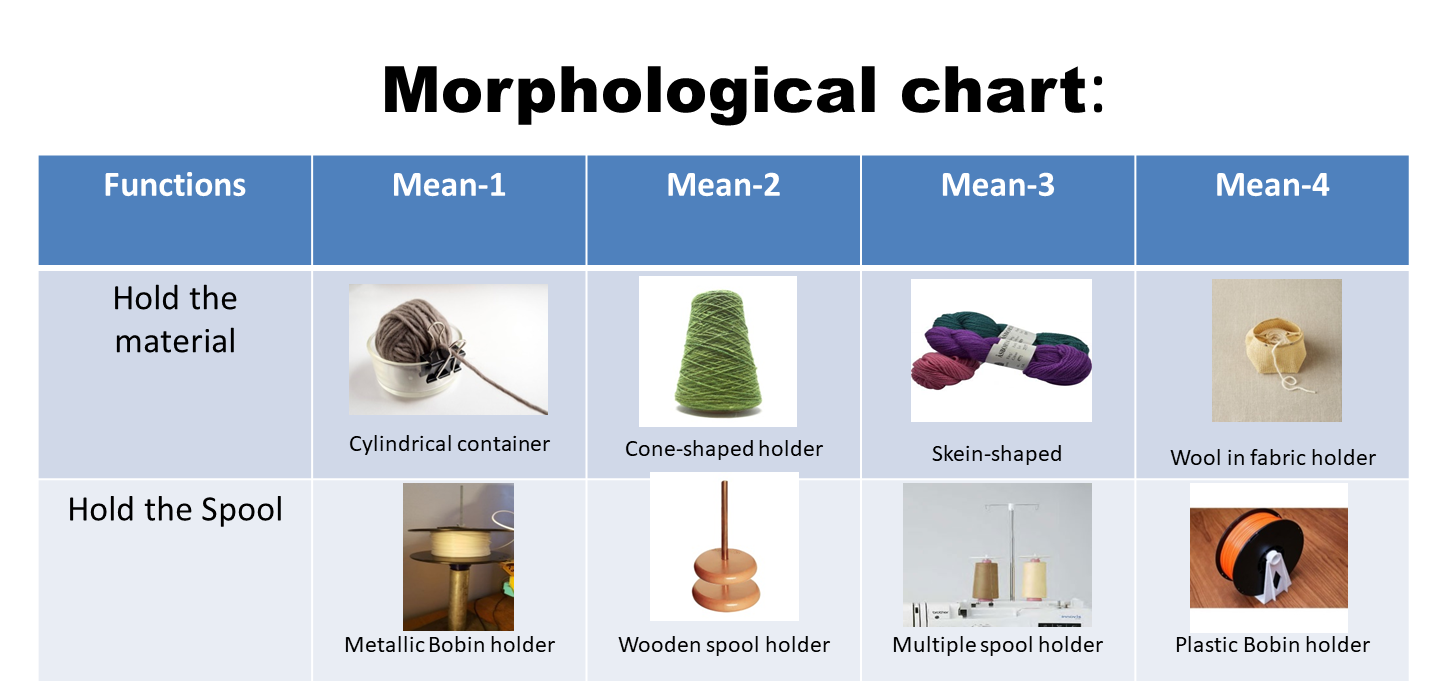 Morphological chart:
Functions
Mean-1
Mean-2
Mean-3
Mean-4
Hold the
material
Cylindrical container
Cone-shaped holder
Skein-shaped
Wool in fabric holder
Hold the Spool
Metallic Bobin holder
Wooden spool holder
Multiple spool holder
Plastic Bobin holder